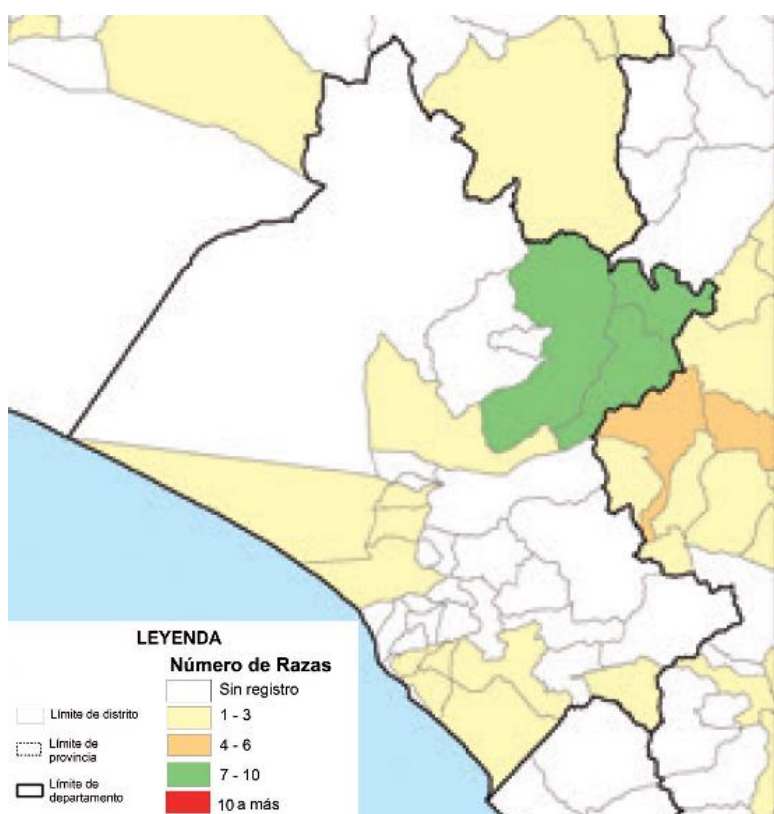 LEYENDA
Número de Razas
Sin registro
1 - 3
4 - 6
7 - 10
10 a más
Límite de distrito
Límite de
provincia
Límite de
departamento